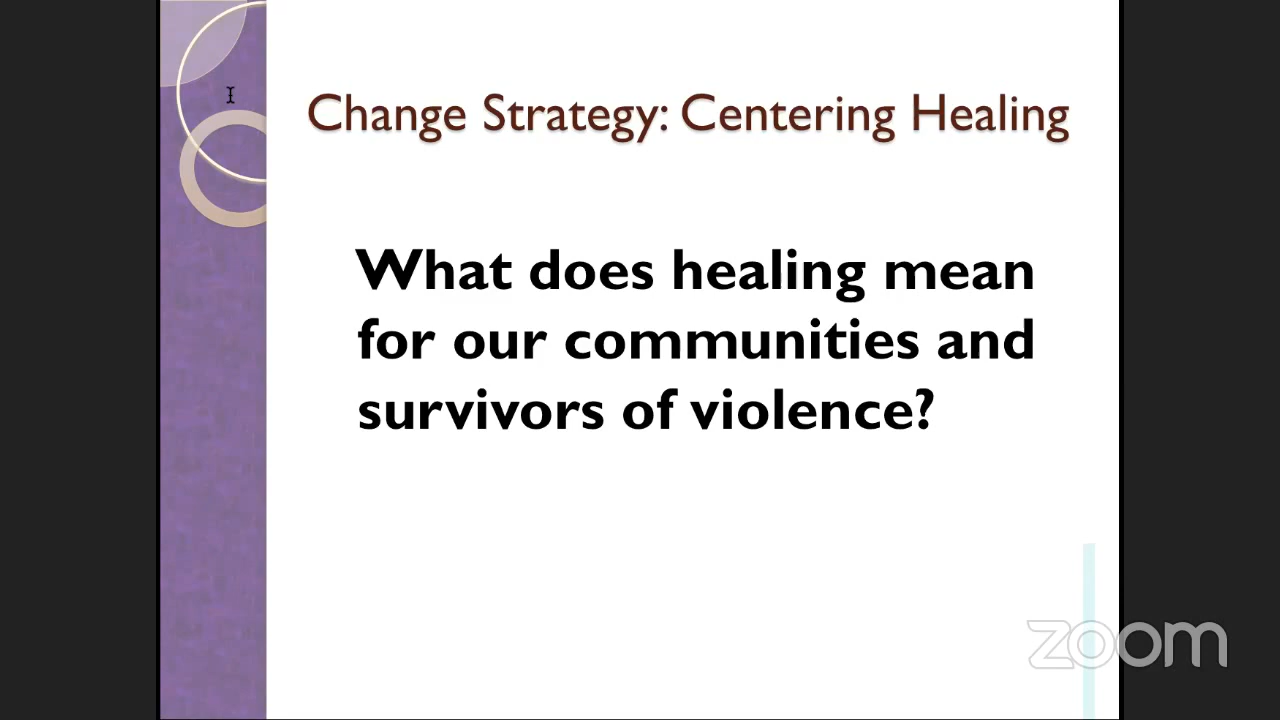 Change Strategy: Centering Healing
What does healing mean
for our communities and
survivors of violence?
zoom